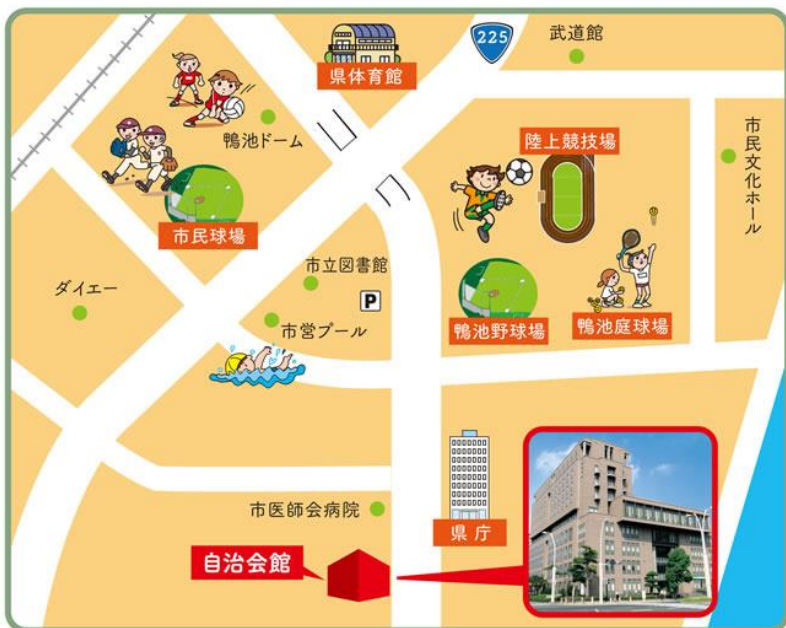 225
武道館
県体育館
鴨池ドーム
陸上競技場
市民文化ホール
市民球場
市立図書館
P
ダイエー
市営プール
鴨池野球場
鴨池庭球場
市医師会病院
県庁
自治会館